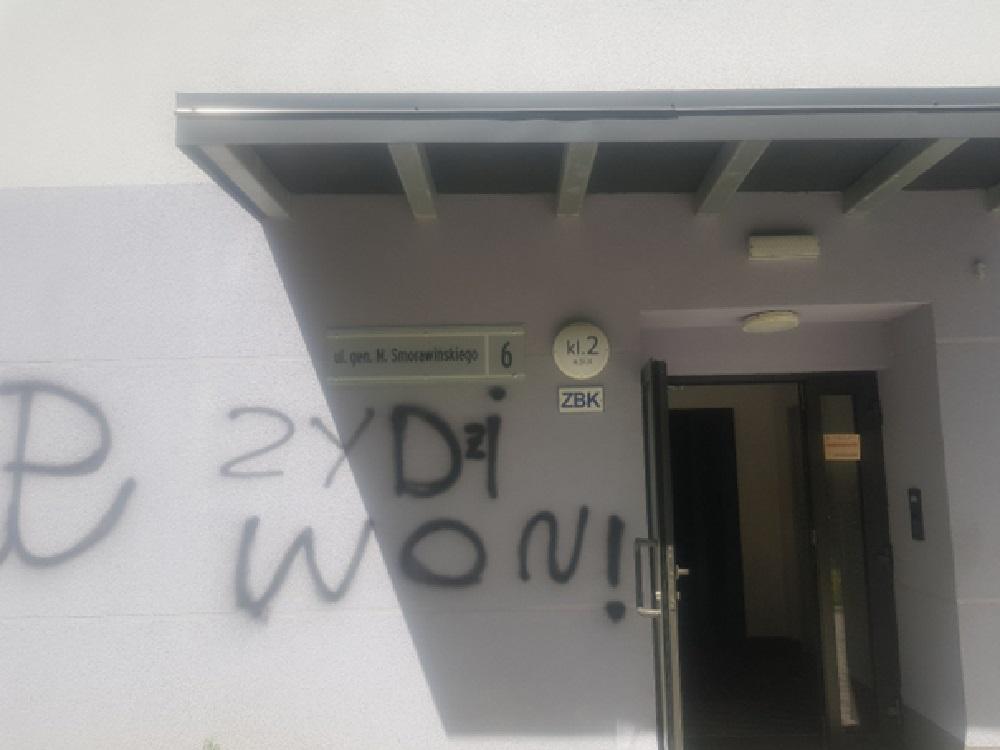 ul. gen. M. Smorawińskiego 6
kl.2
ZBK
ZYDzi
WON!